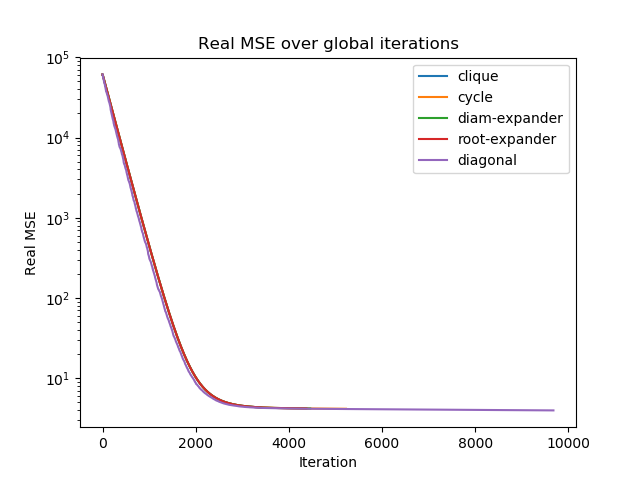 Real MSE over global iterations
10^5
10^4
10^3
10^2
10^1
Real MSE
clique
cycle
diam-expander
root-expander
diagonal
0 2000 4000 6000 8000 10000
Iteration